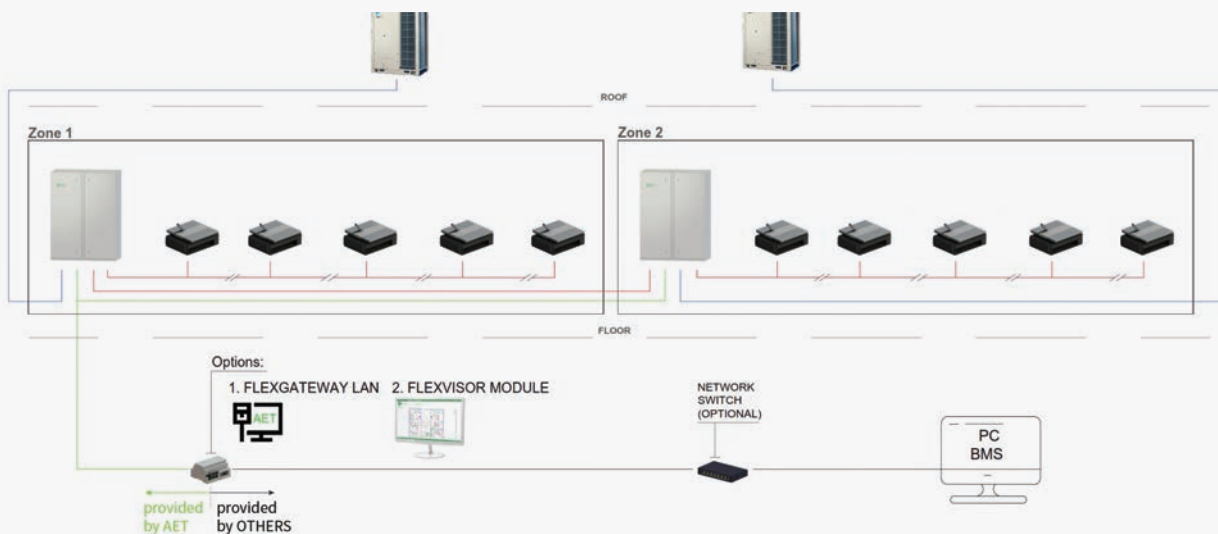 ROOF
Zone 1
Zone 2
FLOOR
Options:
1. FLEXGATEWAY LAN 2. FLEXVISOR MODULE
AET
NETWORK
SWITCH
(OPTIONAL)
PC
BMS
provided provided
by AET by OTHERS